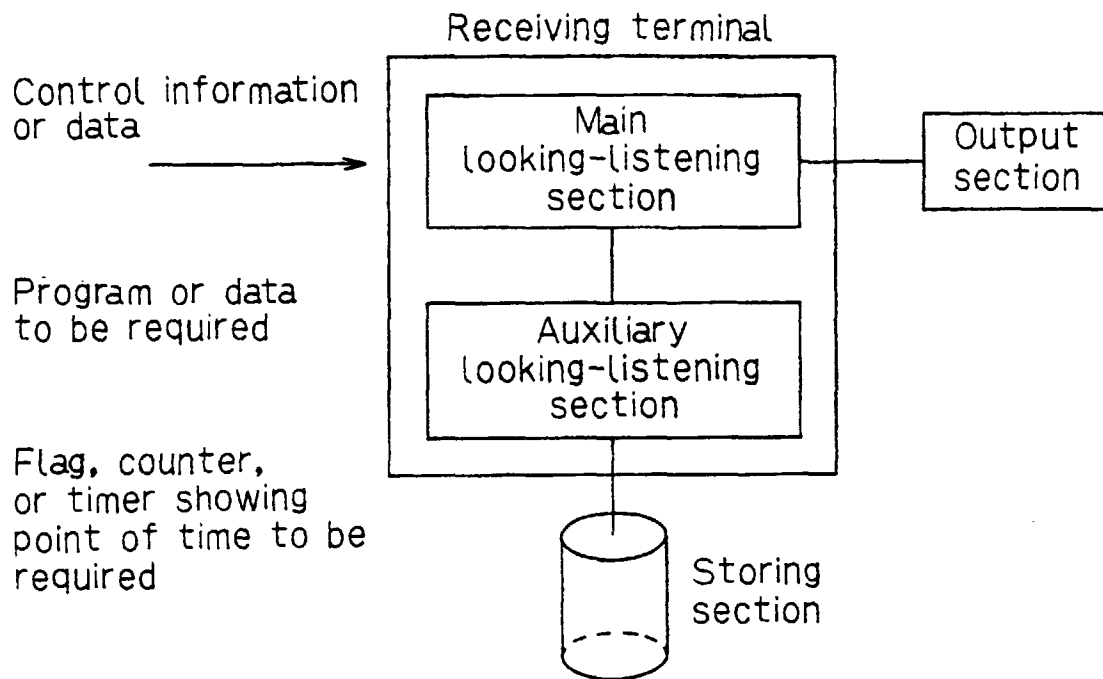 Receiving terminal
Control information
or data
Main
looking-listening
section
Output
section
Program or data
to be required
Auxiliary
looking-listening
section
Flag, counter,
or timer showing
point of time to be
required
Storing
section